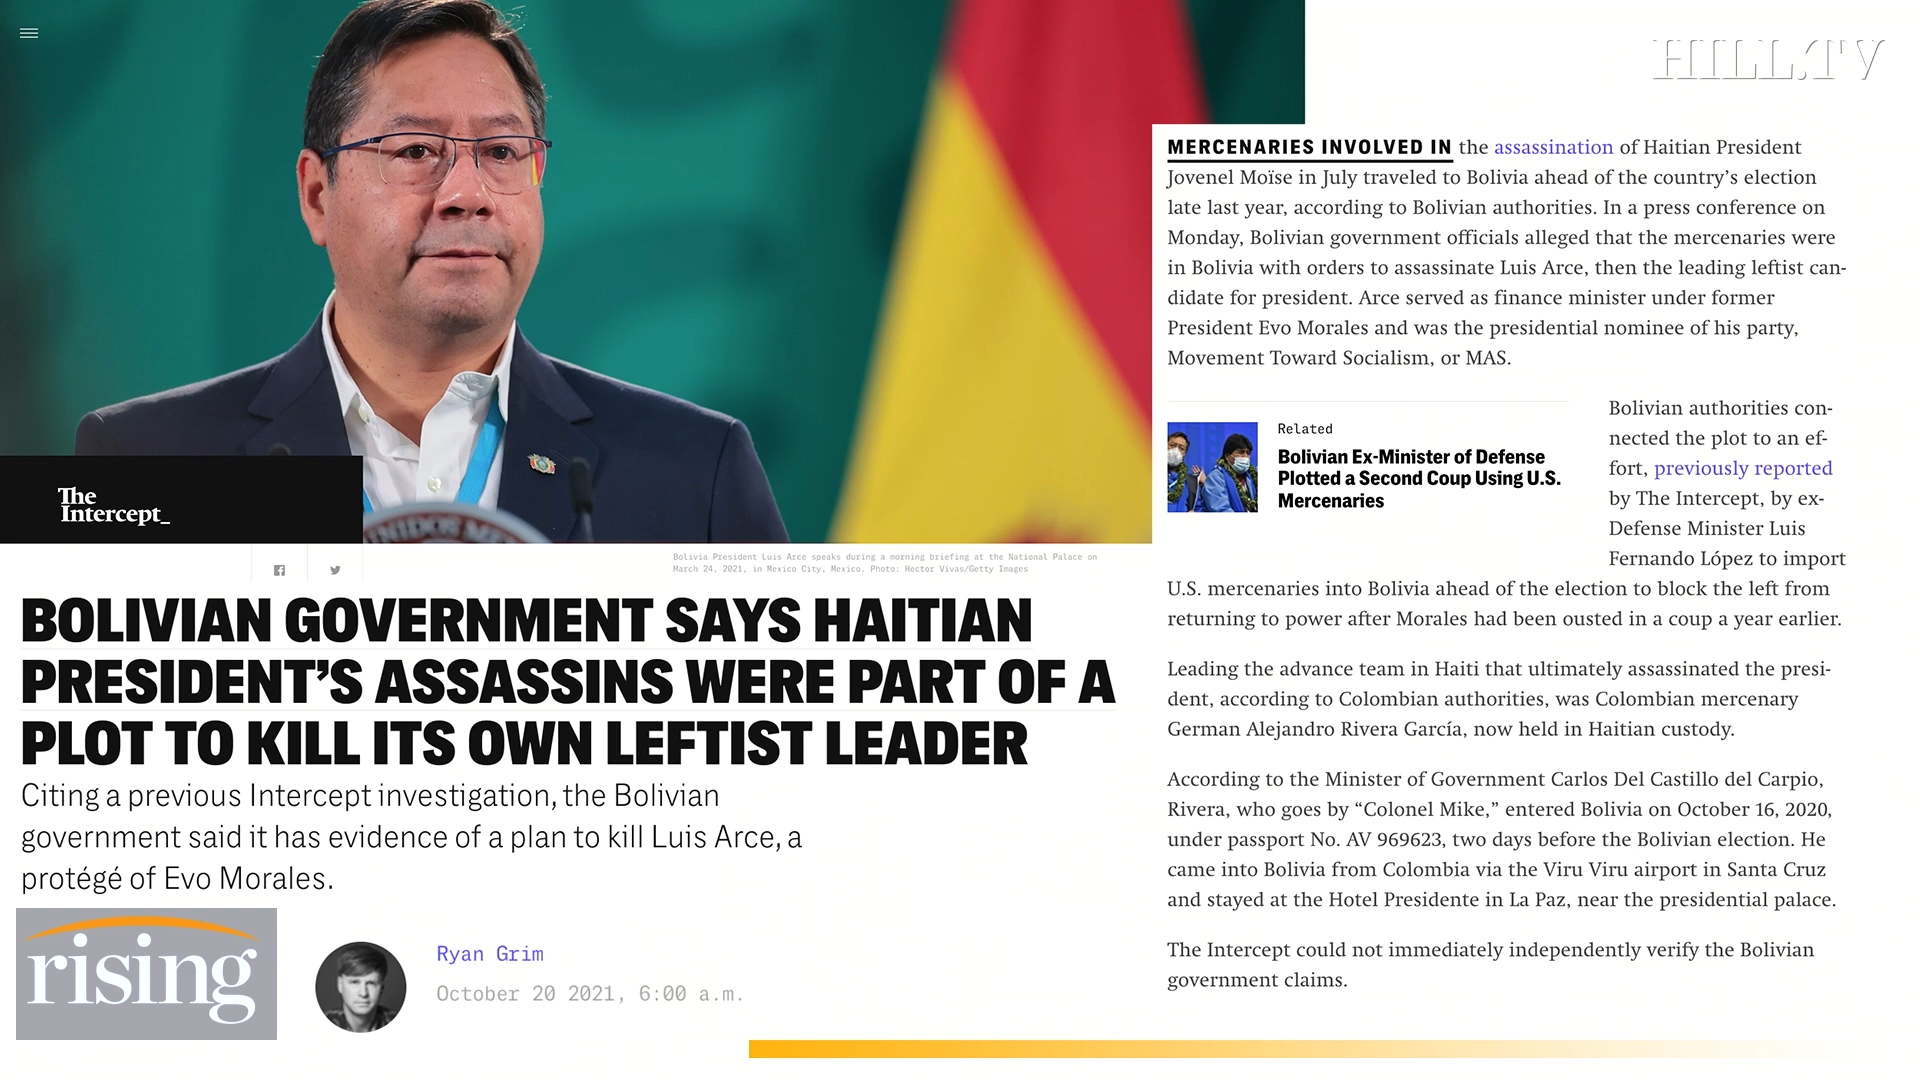 HILL.TV
The
Intercept_
UNIDOS ME
Bolivia President Luis Arce speaks during a morning briefing at the National Palace on
March 24, 2021, in Mexico City, Mexico. Photo: Hector Vivas/Getty Images
BOLIVIAN GOVERNMENT SAYS HAITIAN
PRESIDENT’S ASSASSINS WERE PART OF A
PLOT TO KILL ITS OWN LEFTIST LEADER
Citing a previous Intercept investigation, the Bolivian
government said it has evidence of a plan to kill Luis Arce, a
protégé of Evo Morales.
rising
Ryan Grim
October 20 2021, 6:00 a.m.
MERCENARIES INVOLVED IN the assassination of Haitian President
Jovenel Moïse in July traveled to Bolivia ahead of the country’s election
late last year, according to Bolivian authorities. In a press conference on
Monday, Bolivian government officials alleged that the mercenaries were
in Bolivia with orders to assassinate Luis Arce, then the leading leftist can-
didate for president. Arce served as finance minister under former
President Evo Morales and was the presidential nominee of his party,
Movement Toward Socialism, or MAS.
Related
Bolivian Ex-Minister of Defense
Plotted a Second Coup Using U.S.
Mercenaries
Bolivian authorities con-
nected the plot to an ef-
fort, previously reported
by The Intercept, by ex-
Defense Minister Luis
Fernando López to import
U.S. mercenaries into Bolivia ahead of the election to block the left from
returning to power after Morales had been ousted in a coup a year earlier.
Leading the advance team in Haiti that ultimately assassinated the presi-
dent, according to Colombian authorities, was Colombian mercenary
German Alejandro Rivera García, now held in Haitian custody.
According to the Minister of Government Carlos Del Castillo del Carpio,
Rivera, who goes by “Colonel Mike,” entered Bolivia on October 16, 2020,
under passport No. AV 969623, two days before the Bolivian election. He
came into Bolivia from Colombia via the Viru Viru airport in Santa Cruz
and stayed at the Hotel Presidente in La Paz, near the presidential palace.
The Intercept could not immediately independently verify the Bolivian
government claims.